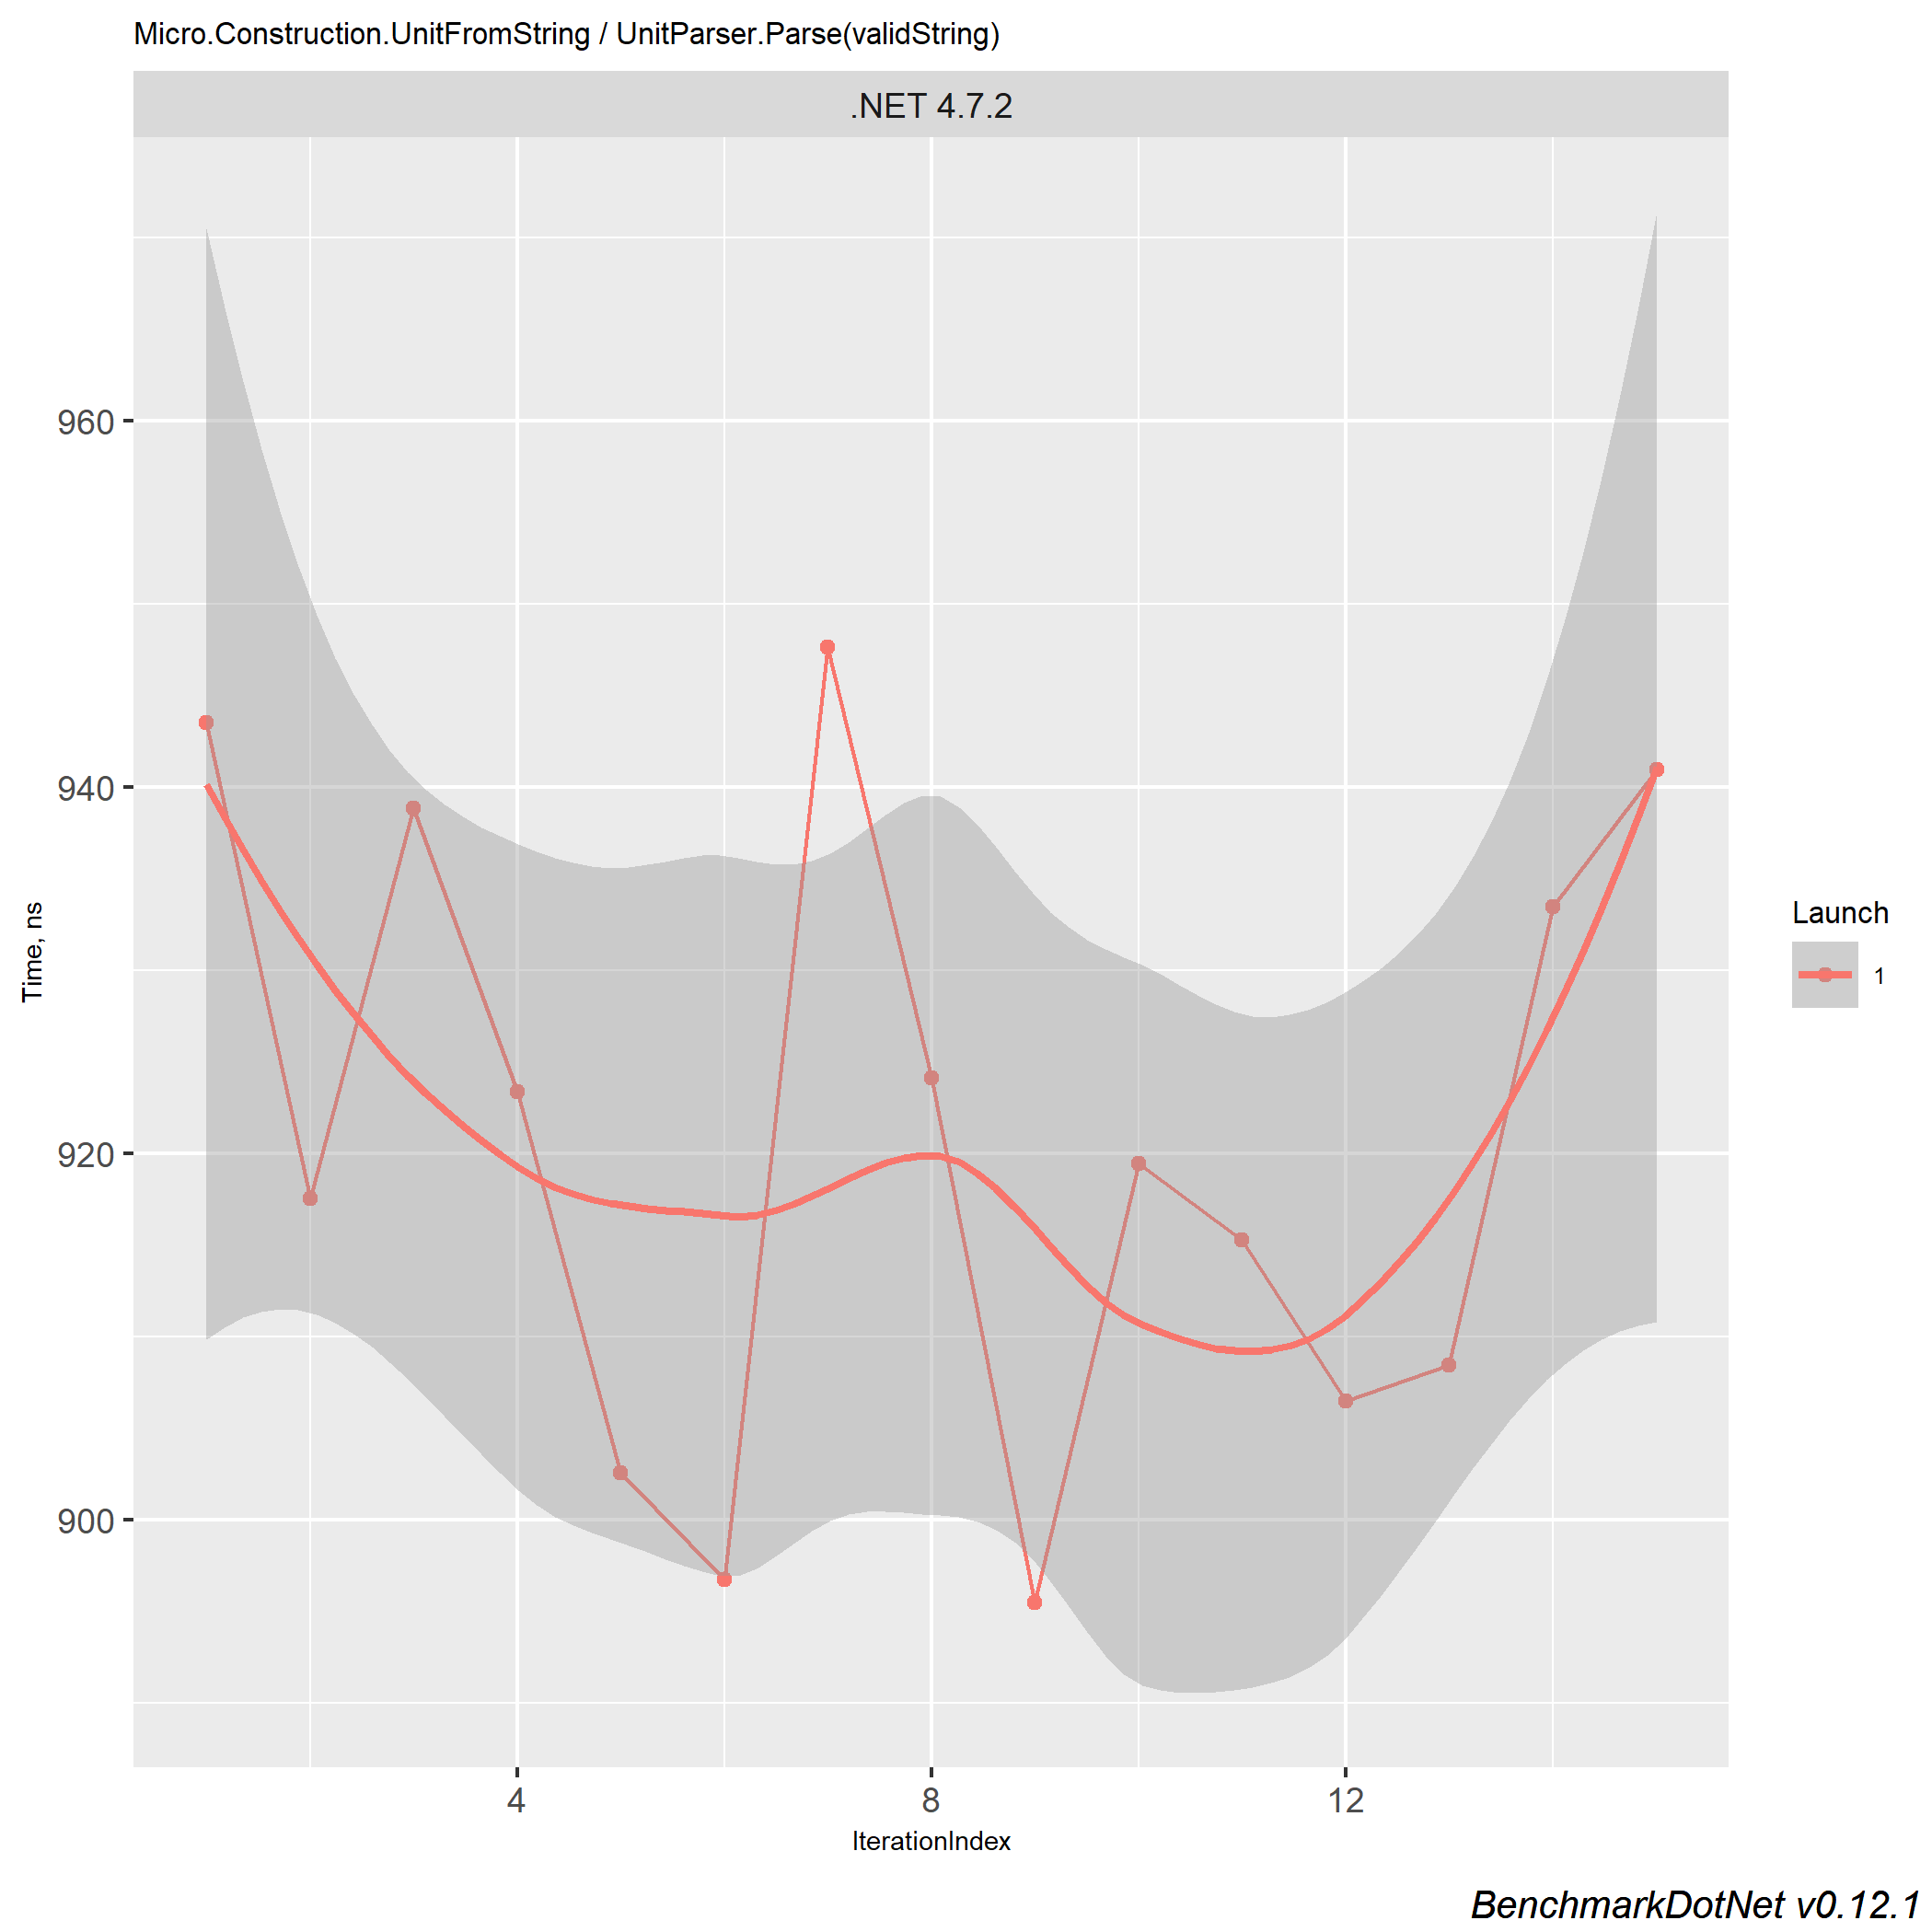 Micro.Construction.UnitFromString / UnitParser.Parse(validString)
.NET 4.7.2
960
940
920
900
Time, ns
4
8
12
IterationIndex
Launch
1
BenchmarkDotNet v0.12.1